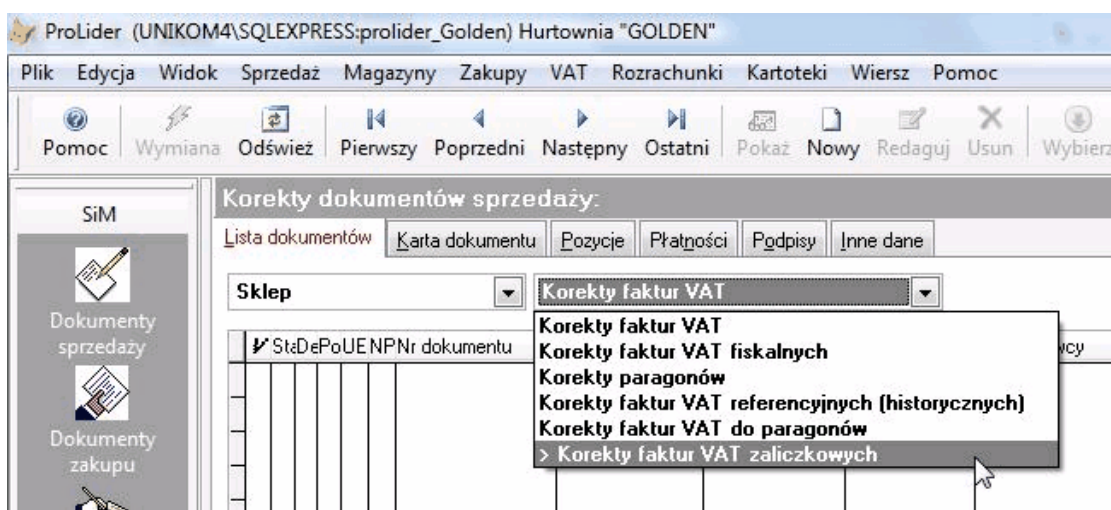 ProLider (UNIKOM4\SQLEXPRESS:prolider_Golden) Hurtownia "GOLDEN"
Plik Edycja Widok Sprzedaż Magazyny Zakupy VAT Rozrachunki Kartoteki Wiersz Pomoc
Pomoc Wymiana Odśwież Pierwszy Poprzedni Następny Ostatni Pokaż Nowy Redaguj Usun Wybierz
SiM
Korekty dokumentów sprzedaży:
Lista dokumentów Karta dokumentu Pozycje Płatności Podpisy Inne dane
Sklep Korekty faktur VAT
Dokumenty sprzedaży
Korekty faktur VAT
StaDePoUENPNr dokumentu
Korekty faktur VAT fiskalnych
Korekty paragonów
Korekty faktur VAT referencyjnych (historycznych)
Korekty faktur VAT do paragonów
> Korekty faktur VAT zaliczkowych
Dokumenty zakupu